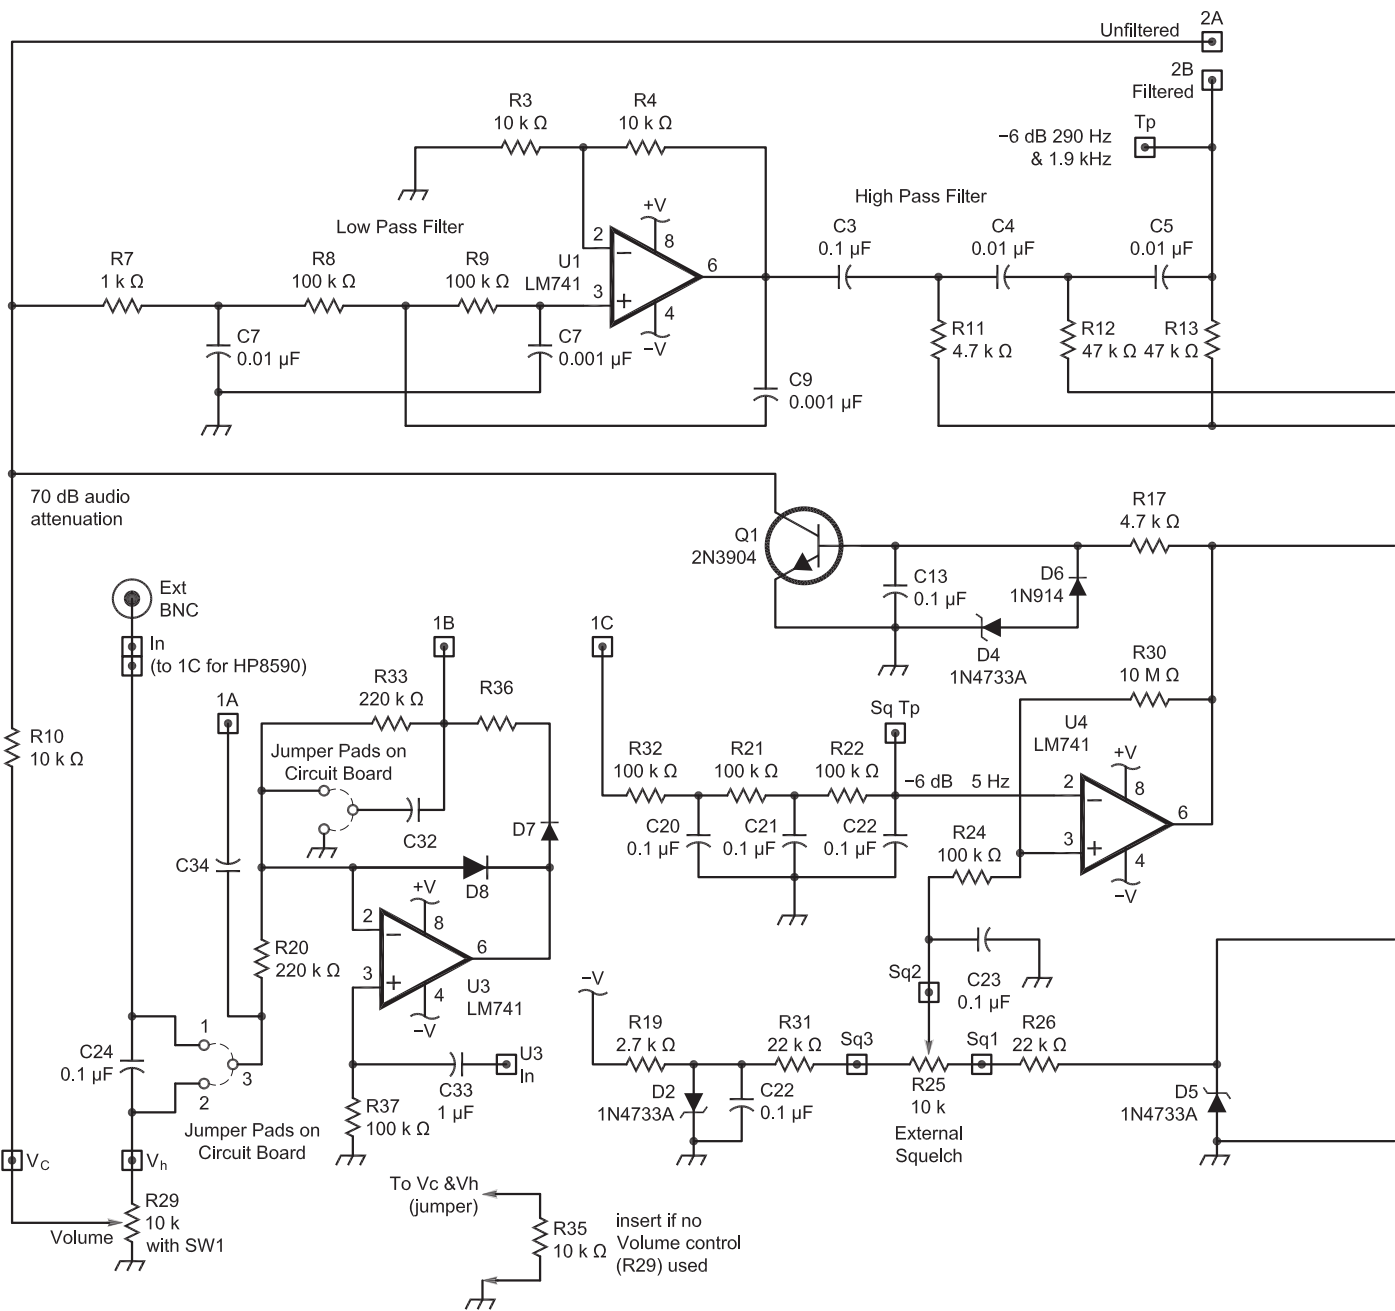 2A
Unfiltered
2B
Filtered
Tp
−6 dB 290 Hz
& 1.9 kHz
R3
10 k Ω
R4
10 k Ω
Low Pass Filter
High Pass Filter
R7
1 k Ω
R8
100 k Ω
R9
100 k Ω
U1
LM741
+V
8
2
−
3
+
6
4
−V
C7
0.01 µF
C7
0.001 µF
C9
0.001 µF
C3
0.1 µF
C4
0.01 µF
C5
0.01 µF
R11
4.7 k Ω
R12
47 k Ω
R13
47 k Ω
70 dB audio
attenuation
Q1
2N3904
R17
4.7 k Ω
C13
0.1 µF
D6
1N914
D4
1N4733A
Ext
BNC
In
(to 1C for HP8590)
1A
1B
1C
R33
220 k Ω
R36
Jumper Pads on
Circuit Board
C32
D7
D8
C34
R10
10 k Ω
R20
220 k Ω
+V
8
2
−
3
+
6
4
−V
U3
LM741
R30
10 M Ω
Sq Tp
U4
LM741
R32
100 k Ω
R21
100 k Ω
R22
100 k Ω
−6 dB
5 Hz
C20
0.1 µF
C21
0.1 µF
C22
0.1 µF
+V
8
2
−
3
+
6
4
−V
R24
100 k Ω
C23
0.1 µF
Sq2
C24
0.1 µF
1
2
3
Jumper Pads on
Circuit Board
U3
In
C33
1 µF
R37
100 k Ω
−V
R19
2.7 k Ω
R31
22 k Ω
Sq3
Sq1
R26
22 k Ω
D2
1N4733A
C22
0.1 µF
R25
10 k
External
Squelch
D5
1N4733A
VC
Vh
R29
10 k
with SW1
Volume
To Vc &Vh
(jumper)
R35
10 k Ω
insert if no
Volume control
(R29) used